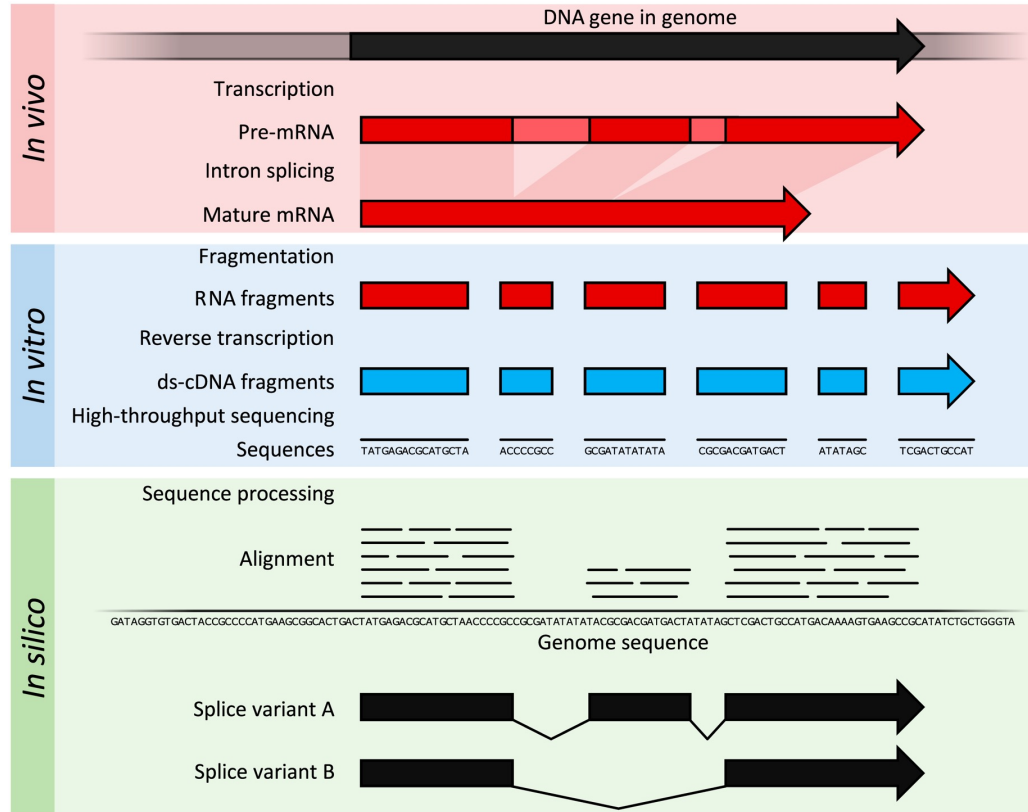 In vivo
DNA gene in genome
Transcription
Pre-mRNA
Intron splicing
Mature mRNA
In vitro
Fragmentation
RNA fragments
Reverse transcription
ds-cDNA fragments
High-throughput sequencing
Sequences
TATGAGACGCATGCTA ACCCCGCC GCGATATATATA CGCGACGATGACT ATATAGC TCGACTGCCAT
In silico
Sequence processing
Alignment
GATAGGTGTGACTACCGCCCCATGAAGCGGCACTGACTATGAGACGCATGCTAACCCCGCCGCGATATATATACGCGACGATGACTATATAGCTCGACTGCCATGACAAAAGTGAAGCCGCATATCTGCTGGGTA
Genome sequence
Splice variant A
Splice variant B